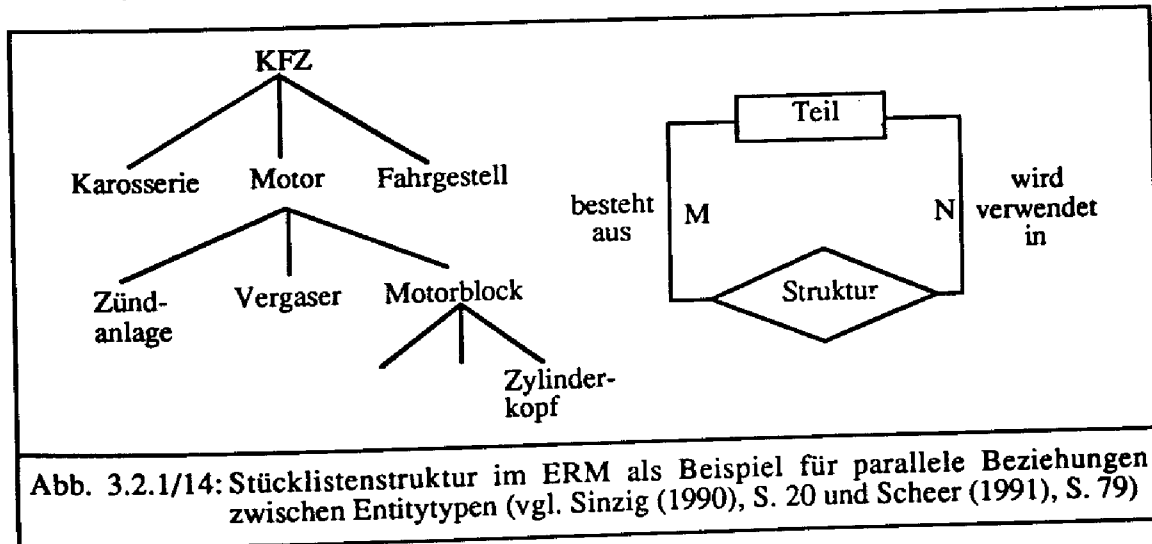 KFZ
Karosserie Motor Fahrgestell
Zünd-
anlage
Vergaser
Motorblock
Zylinder-
kopf
Teil
besteht
aus
M
N
wird
verwendet
in
Struktur
Abb. 3.2.1/14: Stücklistenstruktur im ERM als Beispiel für parallele Beziehungen
zwischen Entitytypen (vgl. Sinzig (1990), S. 20 und Scheer (1991), S. 79)